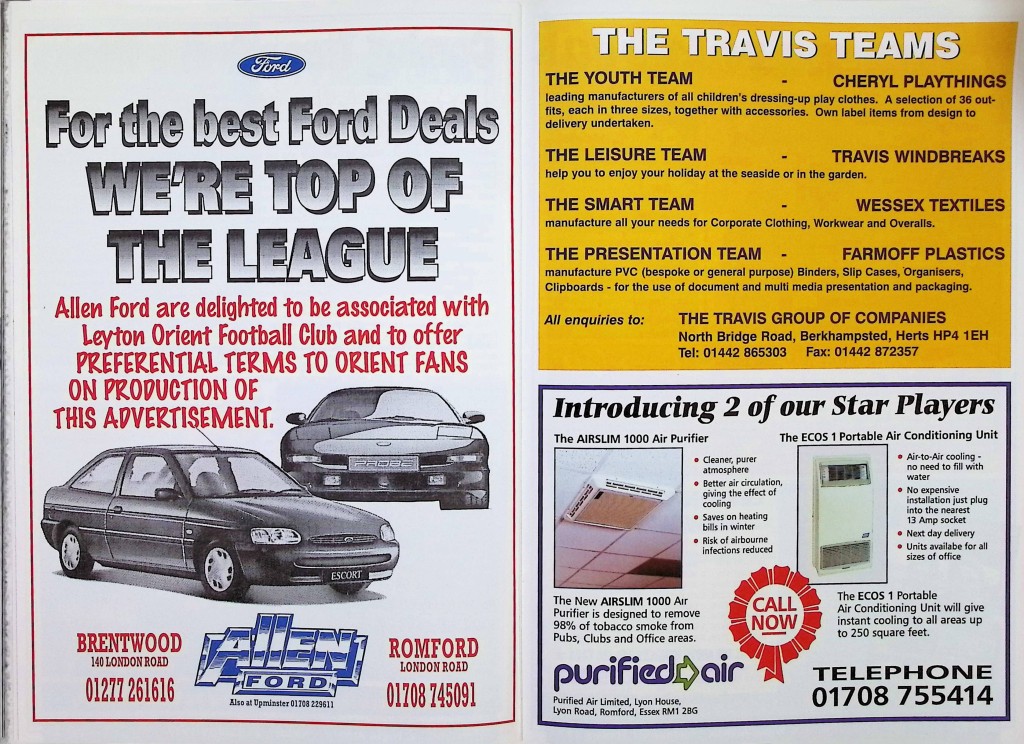 Ford
For the best Ford Deals
WE'RE TOP OF
THE LEAGUE
Allen Ford are delighted to be associated with
Leyton Orient Football Club and to offer
PREFERENTIAL TERMS TO ORIENT FANS
ON PRODUCTION OF
THIS ADVERTISEMENT.
PROBE
ESCORT
BRENTWOOD
140 LONDON ROAD
01277 261616
Allen
FORD
Also at Upminster 01708 229611
ROMFORD
LONDON ROAD
01708 745091
THE TRAVIS TEAMS
THE YOUTH TEAM - CHERYL PLAYTHINGS
leading manufacturers of all children's dressing-up play clothes. A selection of 36 out-
fits, each in three sizes, together with accessories. Own label items from design to
delivery undertaken.
THE LEISURE TEAM - TRAVIS WINDBREAKS
help you to enjoy your holiday at the seaside or in the garden.
THE SMART TEAM - WESSEX TEXTILES
manufacture all your needs for Corporate Clothing, Workwear and Overalls.
THE PRESENTATION TEAM - FARMOFF PLASTICS
manufacture PVC (bespoke or general purpose) Binders, Slip Cases, Organisers,
Clipboards - for the use of document and multi media presentation and packaging.
All enquiries to: THE TRAVIS GROUP OF COMPANIES
North Bridge Road, Berkhampsted, Herts HP4 1EH
Tel: 01442 865303 Fax: 01442 872357
Introducing 2 of our Star Players
The AIRSLIM 1000 Air Purifier
• Cleaner, purer
atmosphere
• Better air circulation,
giving the effect of
cooling
• Saves on heating
bills in winter
• Risk of airbourne
infections reduced
The New AIRSLIM 1000 Air
Purifier is designed to remove
98% of tobacco smoke from
Pubs, Clubs and Office areas.
The ECOS 1 Portable Air Conditioning Unit
• Air-to-Air cooling -
no need to fill with
water
• No expensive
installation just plug
into the nearest
13 Amp socket
• Next day delivery
• Units availabe for all
sizes of office
CALL
NOW
The ECOS 1 Portable
Air Conditioning Unit will give
instant cooling to all areas up
to 250 square feet.
purified air
Purified Air Limited, Lyon House,
Lyon Road, Romford, Essex RM1 2BG
TELEPHONE
01708 755414